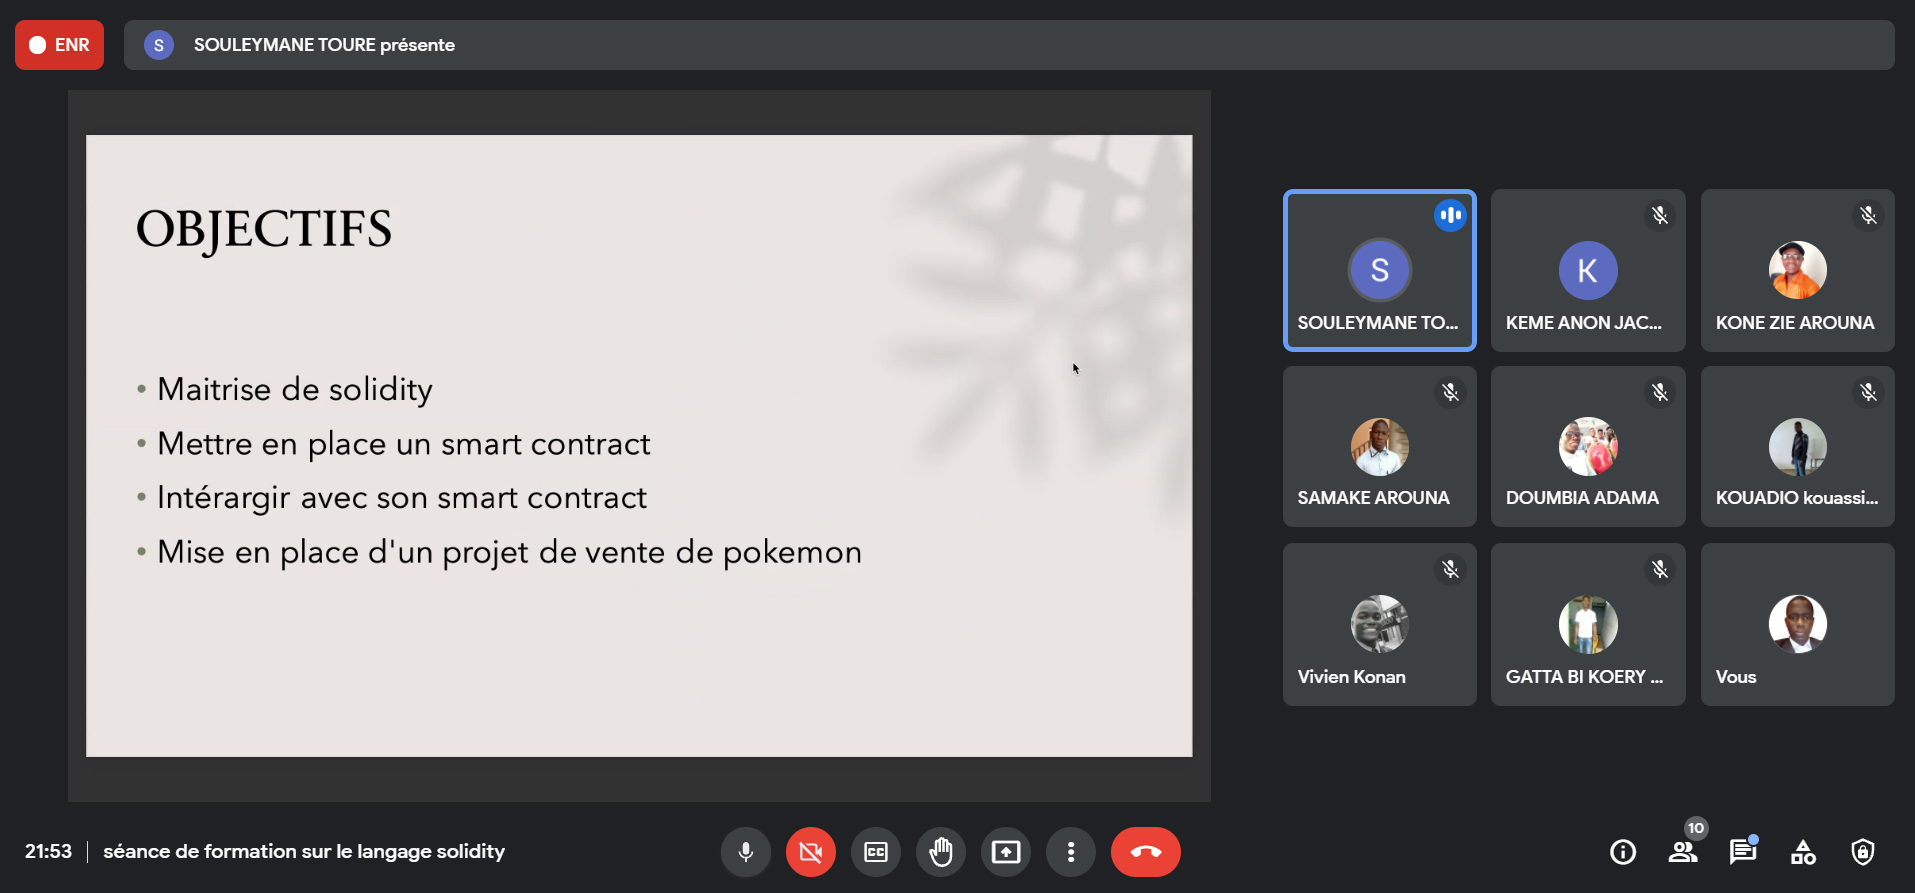 ENR
S
SOULEYMANE TOURE présente
OBJECTIFS
• Maitrise de solidity
• Mettre en place un smart contract
• Intérargir avec son smart contract
• Mise en place d'un projet de vente de pokemon
S
SOULEYMANE TO...
K
KEME ANON JAC...
KONE ZIE AROUNA
SAMAKE AROUNA
DOUMBIA ADAMA
KOUADIO kouassi...
Vivien Konan
GATTA BI KOERY ...
Vous
21:53 | séance de formation sur le langage solidity
CC
10